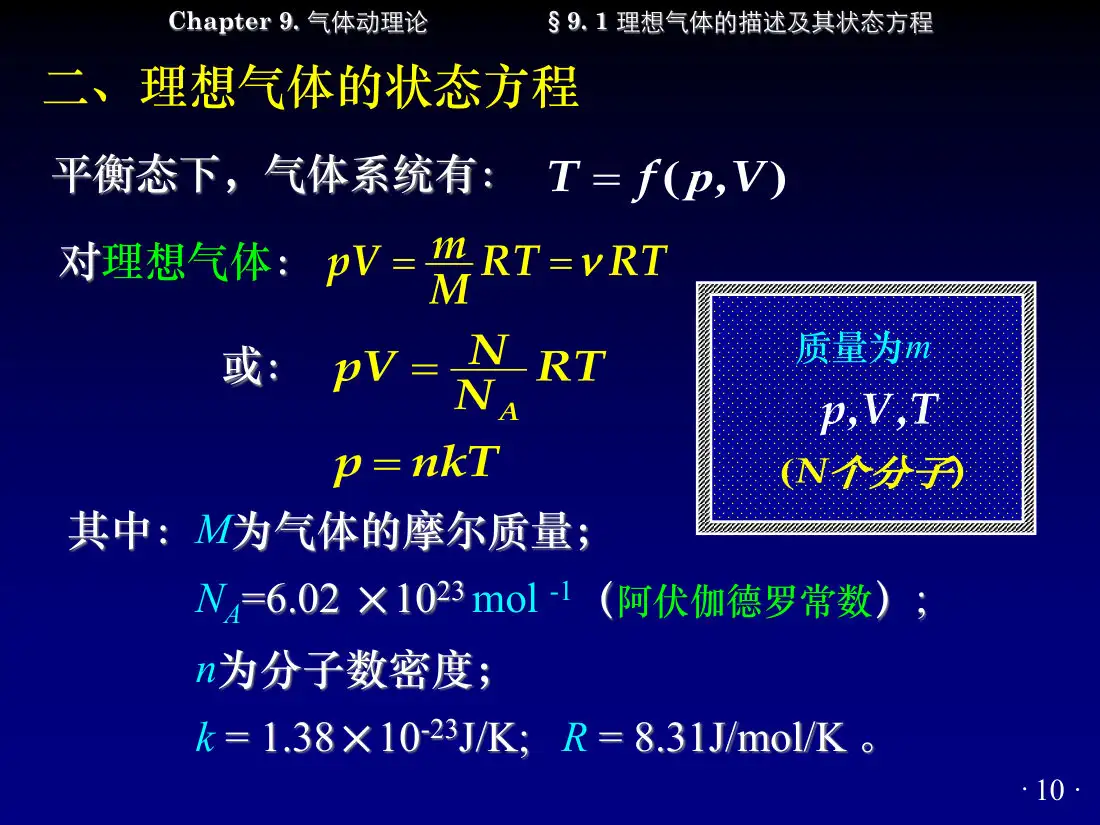 Chapter 9. 气体动理论 §9. 1 理想气体的描述及其状态方程
二、理想气体的状态方程
平衡态下，气体系统有： T = f(p,V)
对理想气体： pV = m/M RT = ν RT
或： pV = N/N_A RT
p = nkT
质量为m
p,V,T
(N个分子)
其中：M为气体的摩尔质量；
N_A=6.02 ×10^23 mol ^-1（阿伏伽德罗常数）;
n为分子数密度；
k = 1.38×10^-23J/K; R = 8.31J/mol/K 。
· 10 ·